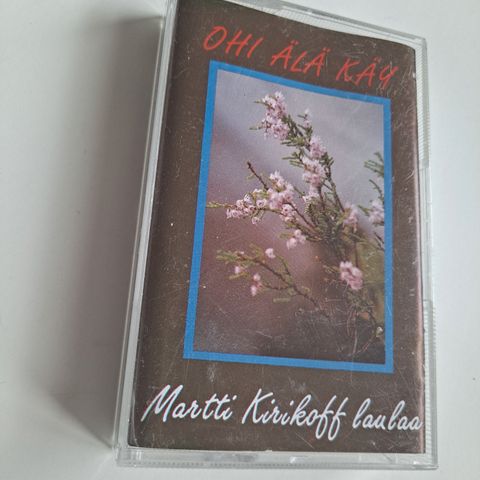 OHI ÄLÄ KÄY
Martti Kirikoff laulaa